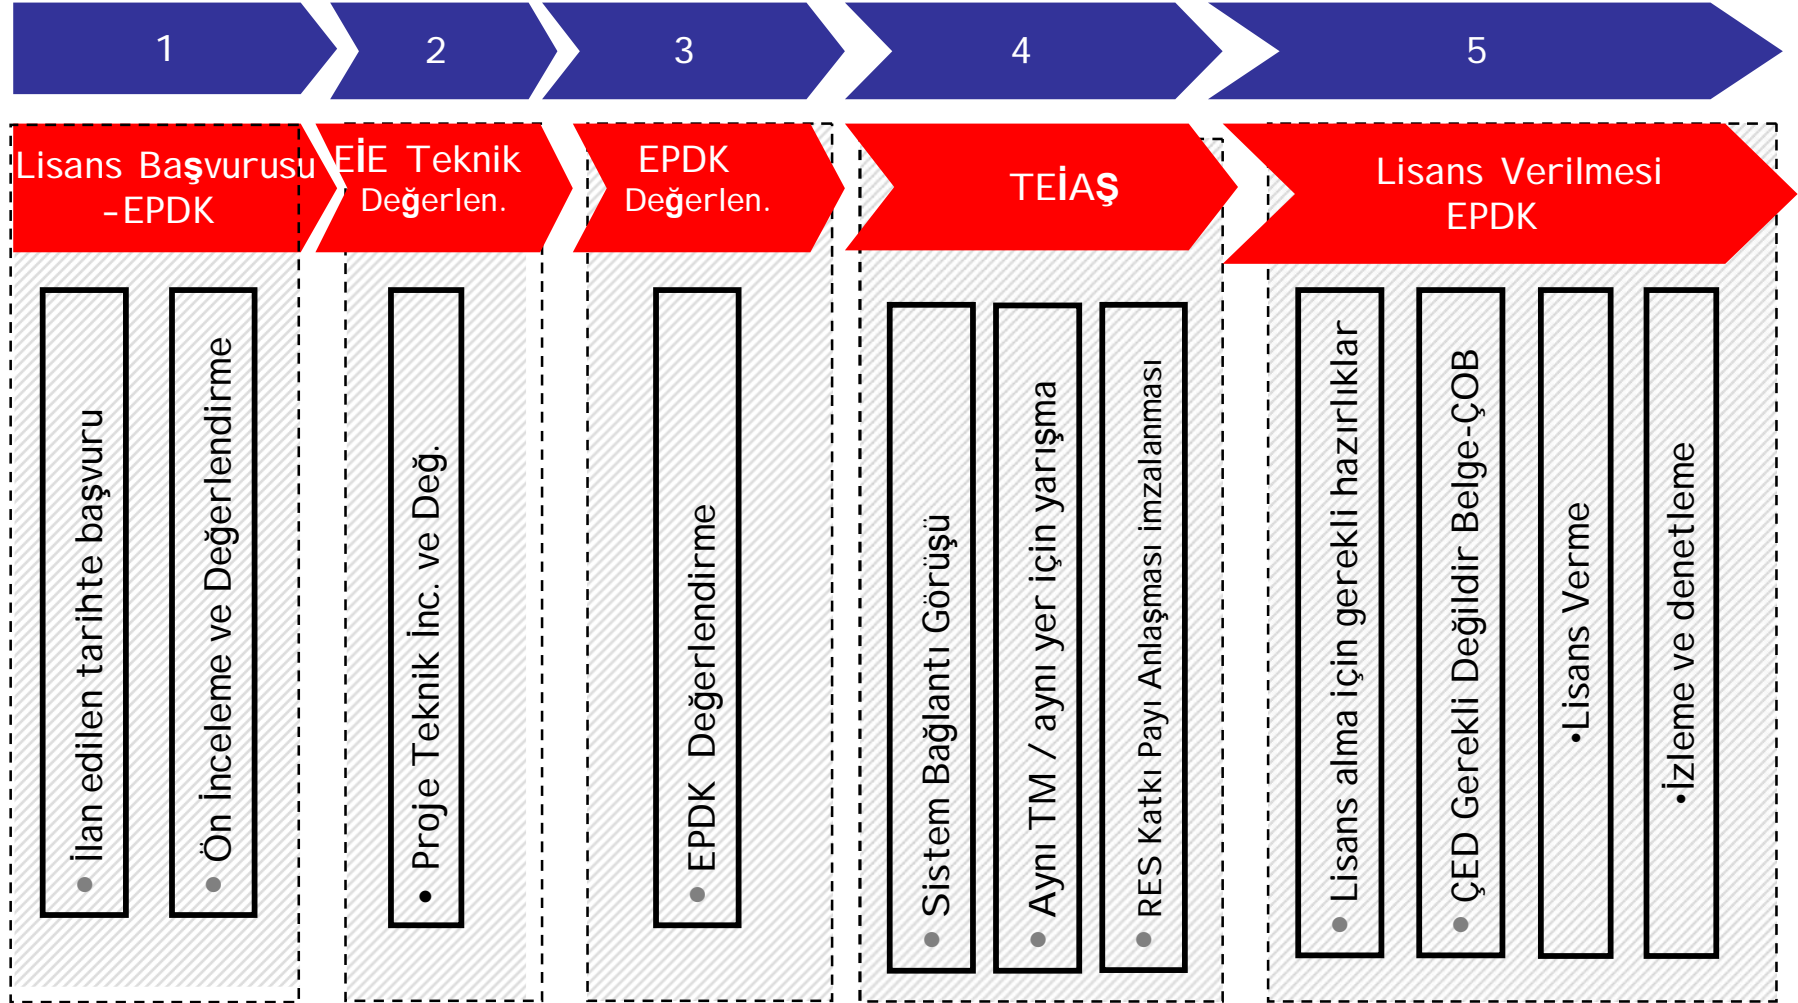 1
2
3
4
5
Lisans Başvurusu
–EPDK
EİE Teknik
Değerlen.
EPDK
Değerlen.
TEİAŞ
Lisans Verilmesi
EPDK
• İlan edilen tarihte başvuru
• Ön İnceleme ve Değerlendirme
• Proje Teknik İnc. ve Değ.
• EPDK Değerlendirme
• Sistem Bağlantı Görüşü
• Aynı TM / aynı yer için yarışma
• RES Katkı Payı Anlaşması imzalanması
• Lisans alma için gerekli hazırlıklar
• ÇED Gerekli Değildir Belge-ÇOB
•Lisans Verme
•İzleme ve denetleme